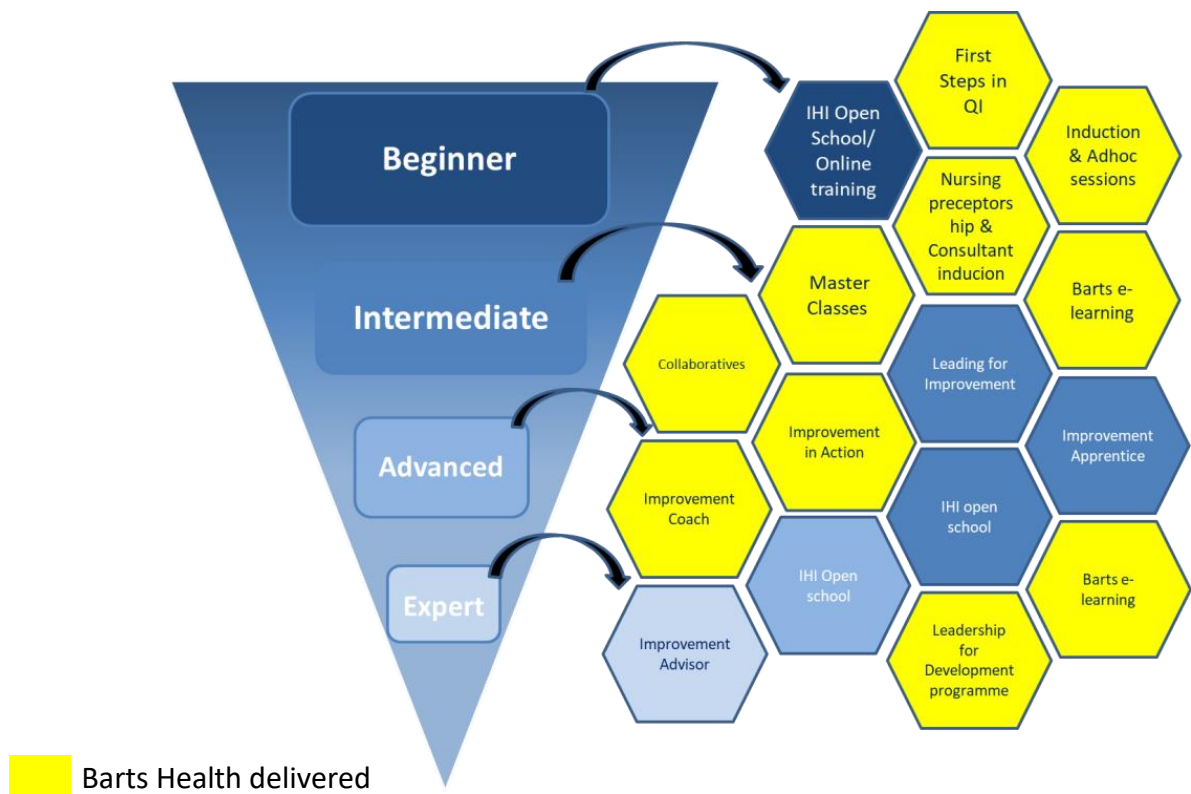 Beginner
Intermediate
Advanced
Expert
First
Steps in
QI
IHI Open
School/
Online
training
Induction
& Adhoc
sessions
Nursing
preceptors
hip &
Consultant
inducion
Master
Classes
Barts e-
learning
Collaboratives
Leading for
Improvement
Improvement
in Action
Improvement
Apprentice
Improvement
Coach
IHI open
school
IHI Open
school
Barts e-
learning
Improvement
Advisor
Leadership
for
Development
programme
Barts Health delivered